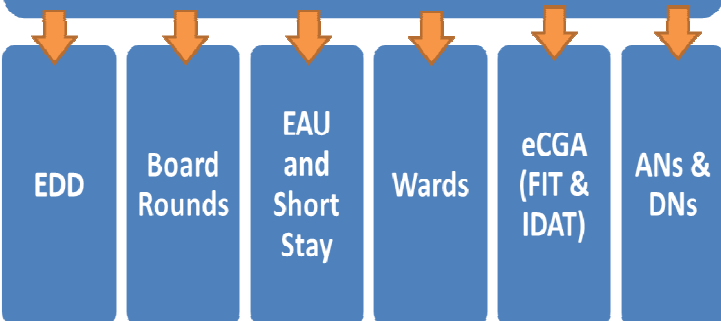 EDD
Board
Rounds
EAU
and
Short
Stay
Wards
eCGA
(FIT &
IDAT)
ANs &
DNs